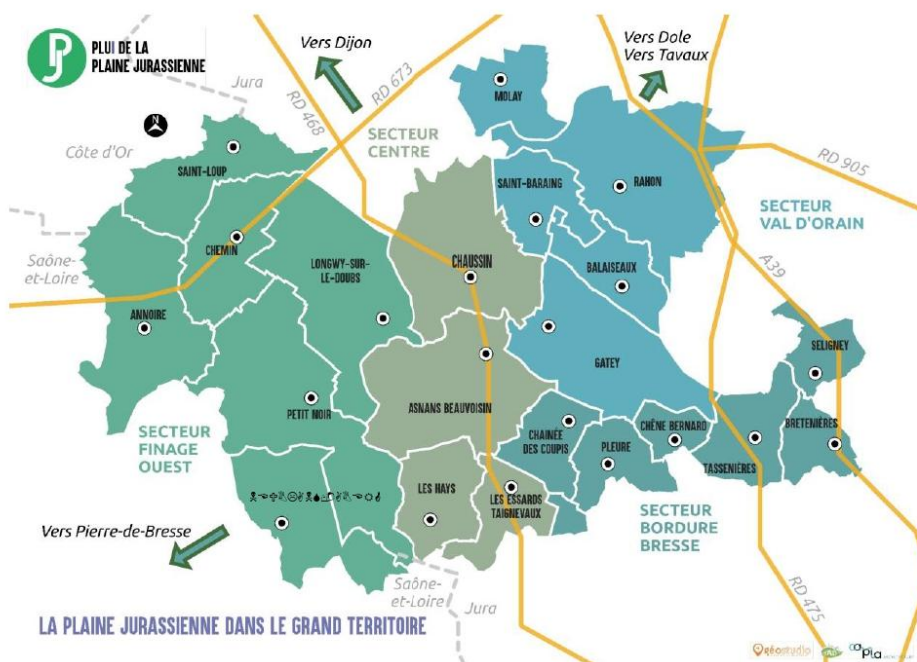 PLUI DE LA
PLAINE JURASSIENNE
Jura
Côte d'Or
Saône-
et-Loire
N
Vers Dijon
RD 468
RD 673
Vers Dole
Vers Tavaux
RD 905
A39
SECTEUR
CENTRE
SECTEUR
VAL D'ORAIN
MOLAY
SAINT-LOUP
SAINT-BARAING
RAHON
CHEMIN
LONGWY-SUR-
LE-DOUBS
CHAUSSIN
BALAISEAUX
ANNOIRE
GATEY
SELIGNEY
PETIT NOIR
ASNANS BEAUVOISIN
CHAINÉE
DES COUPIS
PLEURE
CHÊNE BERNARD
TASSENIÈRES
BRETENIÈRES
SECTEUR
FINAGE
OUEST
LES HAYS
LES ESSARDS
TAIGNEVAUX
SECTEUR
BORDURE
BRESSE
Vers Pierre-de-Bresse
Saône-
et-Loire
Jura
RD 475
LA PLAINE JURASSIENNE DANS LE GRAND TERRITOIRE
géostudio